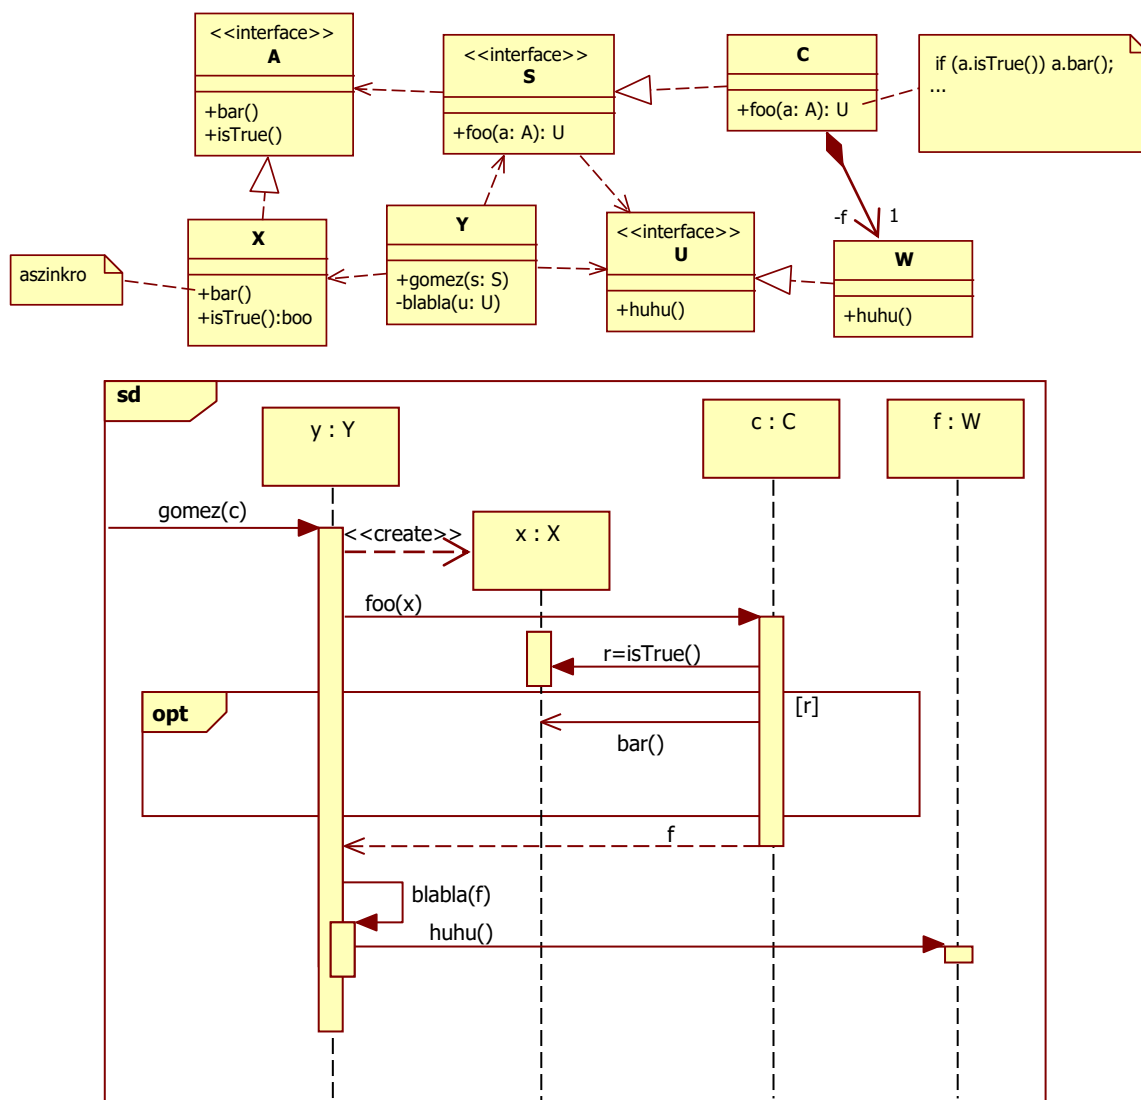 <<interface>>
A
+bar()
+isTrue()
<<interface>>
S
+foo(a: A): U
C
+foo(a: A): U
if (a.isTrue()) a.bar();
...
aszinkro
X
+bar()
+isTrue():boo
Y
+gomez(s: S)
-blabla(u: U)
<<interface>>
U
+huhu()
-f
1
W
+huhu()
sd
y : Y
c : C
f : W
gomez(c)
<<create>>
x : X
foo(x)
r=isTrue()
opt
[r]
bar()
f
blabla(f)
huhu()